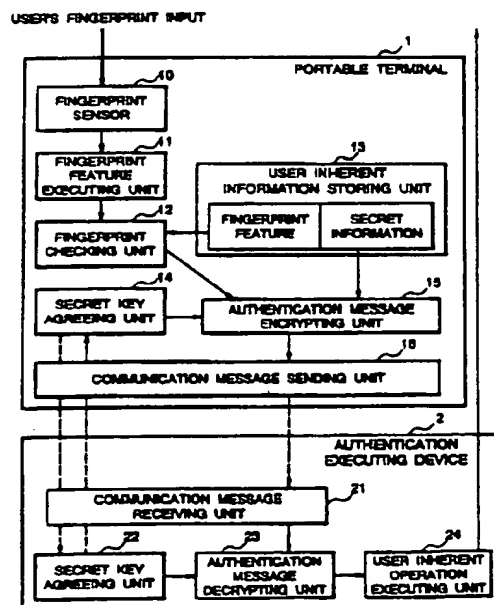 USER'S FINGERPRINT INPUT
1
PORTABLE TERMINAL
10
FINGERPRINT
SENSOR
11
FINGERPRINT
FEATURE
EXECUTING UNIT
13
USER INHERENT
INFORMATION STORING UNIT
FINGERPRINT
FEATURE
SECRET
INFORMATION
12
FINGERPRINT
CHECKING UNIT
14
SECRET KEY
AGREEING UNIT
15
AUTHENTICATION MESSAGE
ENCRYPTING UNIT
16
COMMUNICATION MESSAGE SENDING UNIT
2
AUTHENTICATION
EXECUTING DEVICE
COMMUNICATION MESSAGE
RECEIVING UNIT
21
22
SECRET KEY
AGREEING UNIT
23
AUTHENTICATION
MESSAGE
DECRYPTING UNIT
24
USER INHERENT
OPERATION
EXECUTING UNIT